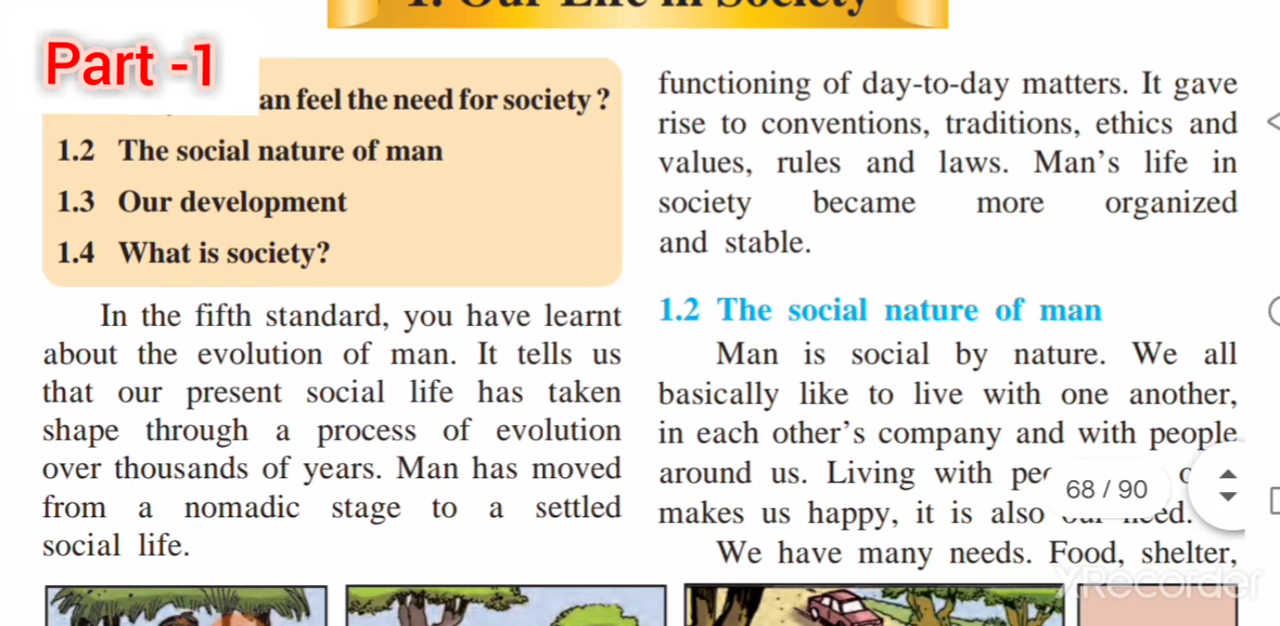 1. Our Life in Society
Part -1
an feel the need for society ?
1.2 The social nature of man
1.3 Our development
1.4 What is society?
In the fifth standard, you have learnt
about the evolution of man. It tells us
that our present social life has taken
shape through a process of evolution
over thousands of years. Man has moved
from a nomadic stage to a settled
social life.
functioning of day-to-day matters. It gave
rise to conventions, traditions, ethics and
values, rules and laws. Man's life in
society became more organized
and stable.
1.2 The social nature of man
Man is social by nature. We all
basically like to live with one another,
in each other's company and with people
around us. Living with
makes us happy, it is also our need.
We have many needs. Food, shelter,
68 / 90
XRecorder